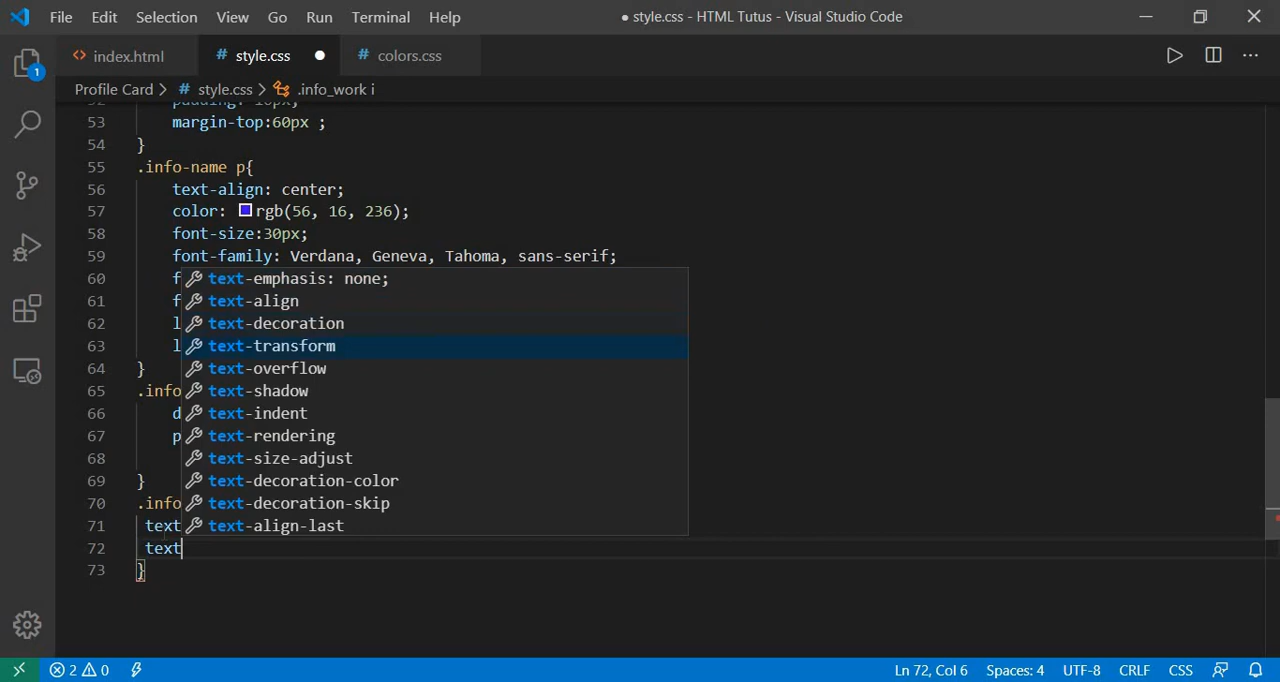 File Edit Selection View Go Run Terminal Help ● style.css - HTML Tutus - Visual Studio Code
<> index.html # style.css ● # colors.css
Profile Card > # style.css > .info_work i
53 margin-top:60px ;
54 }
55 .info-name p{
56 text-align: center;
57 color: rgb(56, 16, 236);
58 font-size:30px;
59 font-family: Verdana, Geneva, Tahoma, sans-serif;
60 f text-emphasis: none;
61 f text-align
62 l text-decoration
63 l text-transform
64 } text-overflow
65 .info text-shadow
66 d text-indent
67 p text-rendering
68 text-size-adjust
69 } text-decoration-color
70 .info text-decoration-skip
71 text text-align-last
72 text
73 }
1
2 0 Ln 72, Col 6 Spaces: 4 UTF-8 CRLF CSS